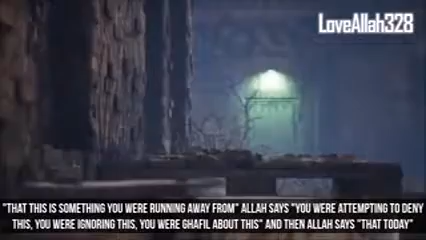 LoveAllah328
"THAT THIS IS SOMETHING YOU WERE RUNNING AWAY FROM" ALLAH SAYS "YOU WERE ATTEMPTING TO DENY
THIS, YOU WERE IGNORING THIS, YOU WERE GHAFIL ABOUT THIS" AND THEN ALLAH SAYS "THAT TODAY"